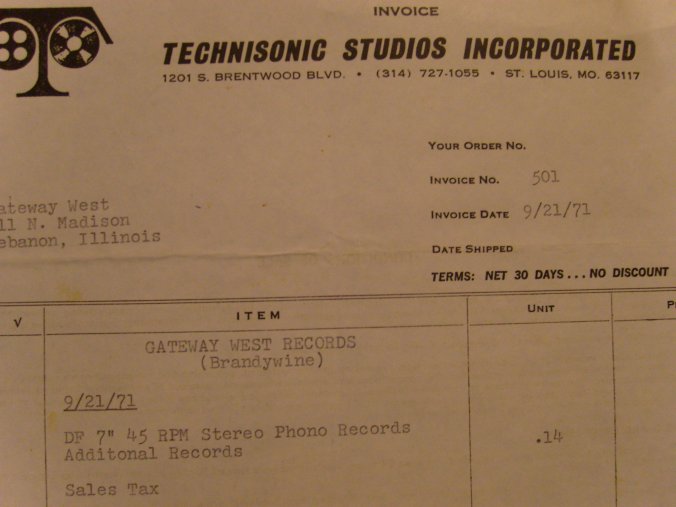 INVOICE
TECHNISONIC STUDIOS INCORPORATED
1201 S. BRENTWOOD BLVD. • (314) 727-1055 • ST. LOUIS, MO. 63117
YOUR ORDER NO.
INVOICE NO. 501
ateway West
ll N. Madison
INVOICE DATE 9/21/71
ebanon, Illinois
DATE SHIPPED
TERMS: NET 30 DAYS . . . NO DISCOUNT
√ ITEM UNIT
GATEWAY WEST RECORDS
(Brandywine)
9/21/71
DF 7" 45 RPM Stereo Phono Records .14
Additonal Records
Sales Tax